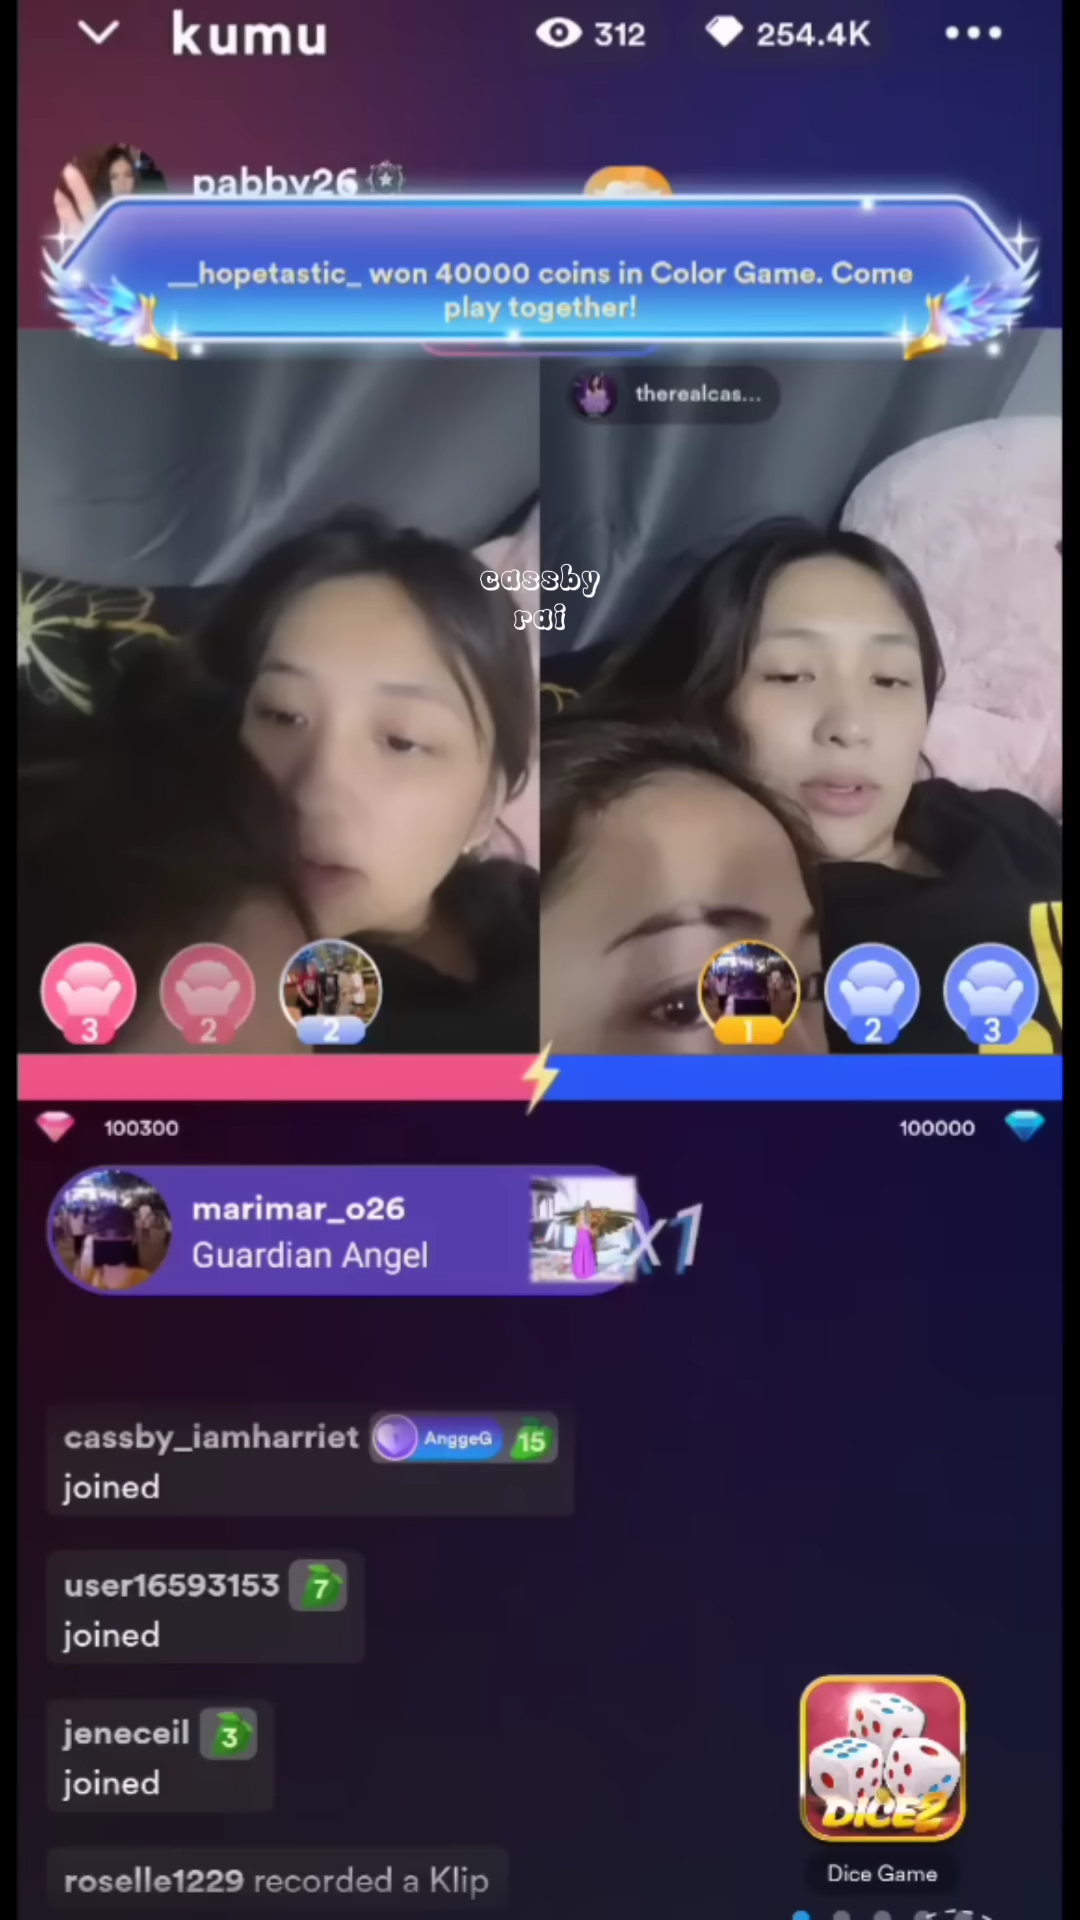 kumu
312
254.4K
pabby26
__hopetastic_ won 40000 coins in Color Game. Come
play together!
therealcas...
cassby
rai
3
2
2
1
2
3
100300
100000
marimar_o26
Guardian Angel
x1
cassby_iamharriet AnggeG 15
joined
user16593153 7
joined
jeneceil 3
joined
DICE2
Dice Game
roselle1229 recorded a Klip